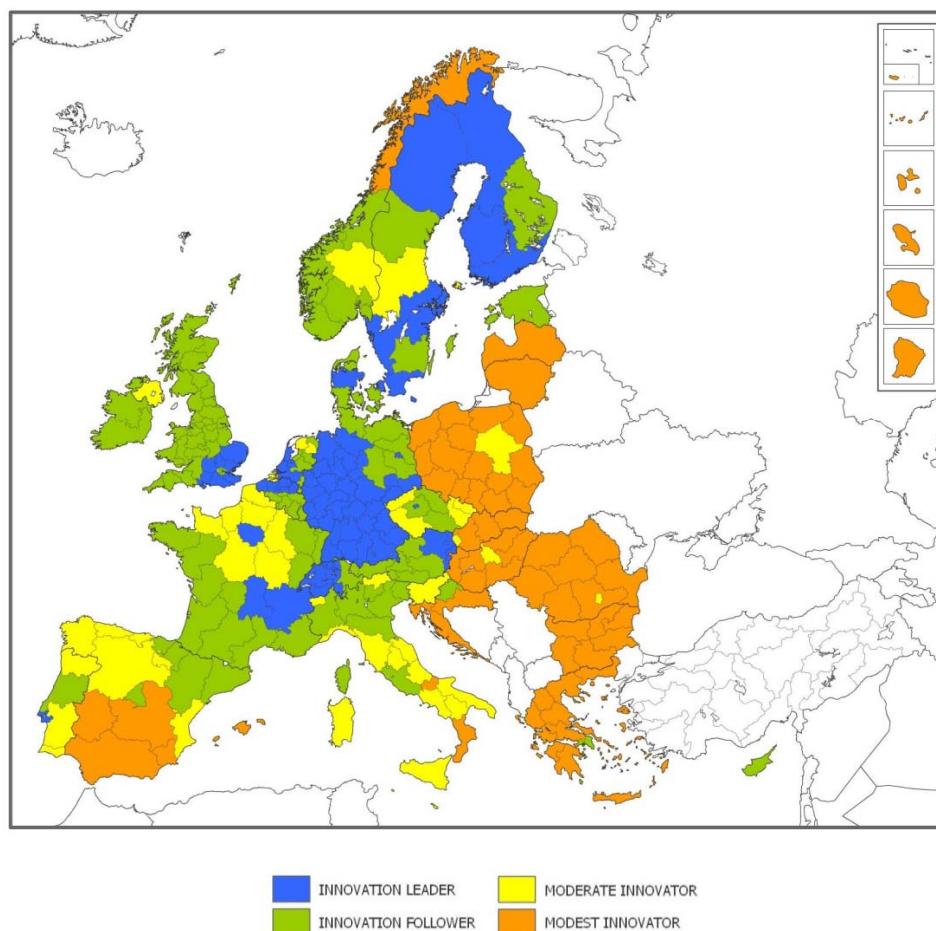 INNOVATION LEADER
MODERATE INNOVATOR
INNOVATION FOLLOWER
MODEST INNOVATOR